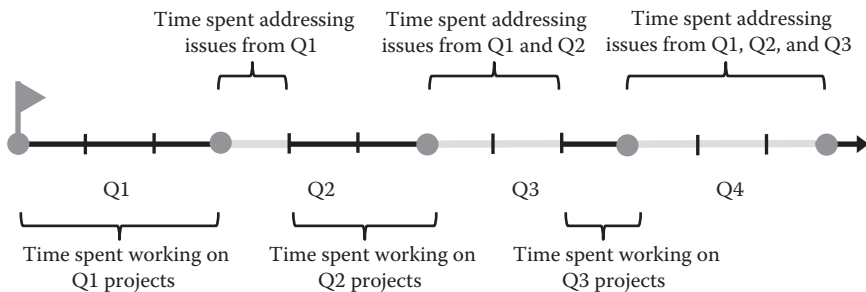 Time spent addressing
issues from Q1
Time spent addressing
issues from Q1 and Q2
Time spent addressing
issues from Q1, Q2, and Q3
Q1
Q2
Q3
Q4
Time spent working on
Q1 projects
Time spent working on
Q2 projects
Time spent working on
Q3 projects